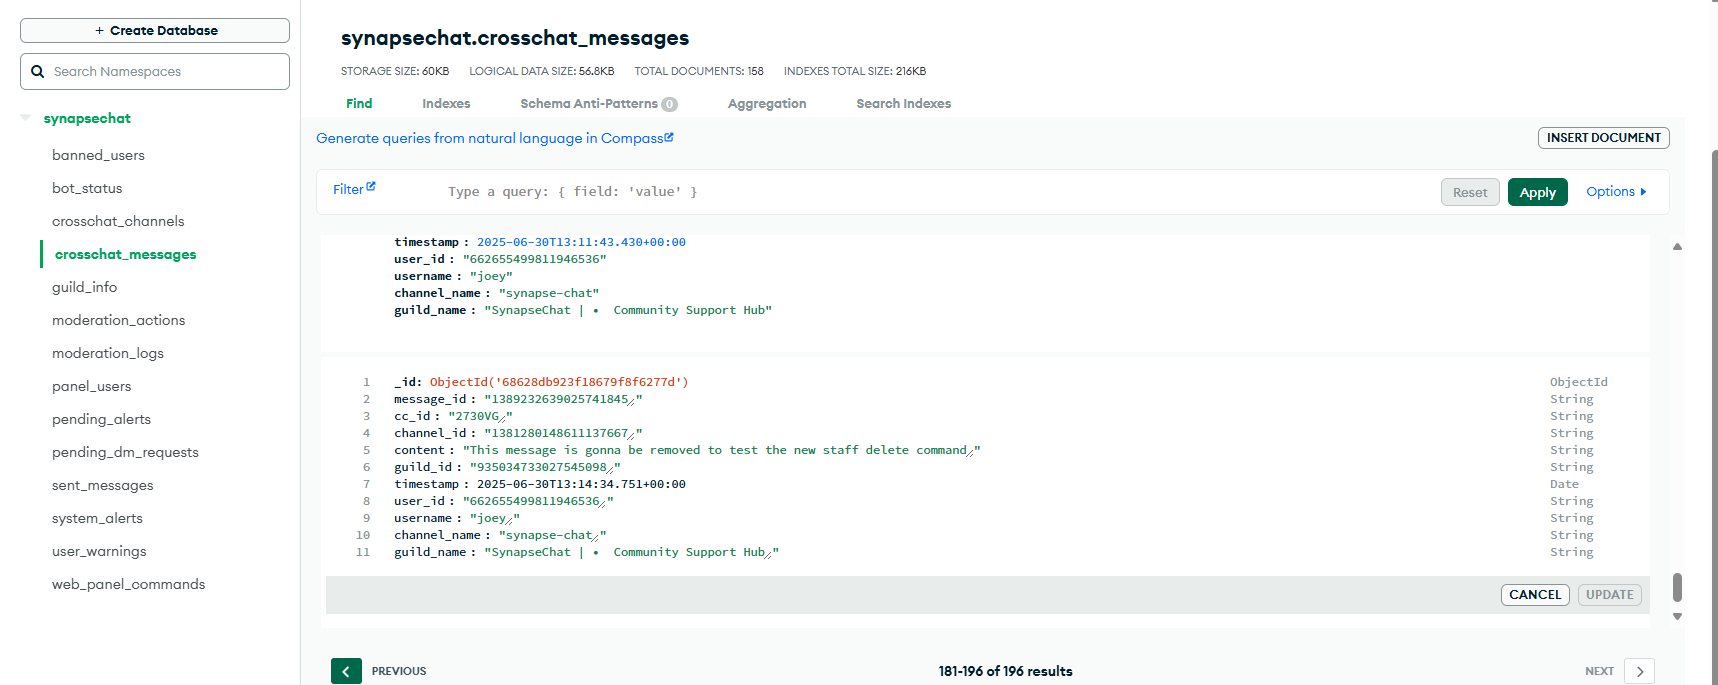 + Create Database
Search Namespaces
synapsechat
banned_users
bot_status
crosschat_channels
crosschat_messages
guild_info
moderation_actions
moderation_logs
panel_users
pending_alerts
pending_dm_requests
sent_messages
system_alerts
user_warnings
web_panel_commands
synapsechat.crosschat_messages
STORAGE SIZE: 60KB LOGICAL DATA SIZE: 56.8KB TOTAL DOCUMENTS: 158 INDEXES TOTAL SIZE: 216KB
Find Indexes Schema Anti-Patterns 0 Aggregation Search Indexes
Generate queries from natural language in Compass
INSERT DOCUMENT
Filter Type a query: { field: 'value' } Reset Apply Options
timestamp : 2025-06-30T13:11:43.430+00:00
user_id : "662655499811946536"
username : "joey"
channel_name : "synapse-chat"
guild_name : "SynapseChat | • Community Support Hub"
1 _id: ObjectId('68628db923f18679f8f6277d') ObjectId
2 message_id : "1389232639025741845" String
3 cc_id : "2730VG" String
4 channel_id : "1381280148611137667" String
5 content : "This message is gonna be removed to test the new staff delete command" String
6 guild_id : "935034733027545098" String
7 timestamp : 2025-06-30T13:14:34.751+00:00 Date
8 user_id : "662655499811946536" String
9 username : "joey" String
10 channel_name : "synapse-chat" String
11 guild_name : "SynapseChat | • Community Support Hub" String
CANCEL UPDATE
PREVIOUS 181-196 of 196 results NEXT